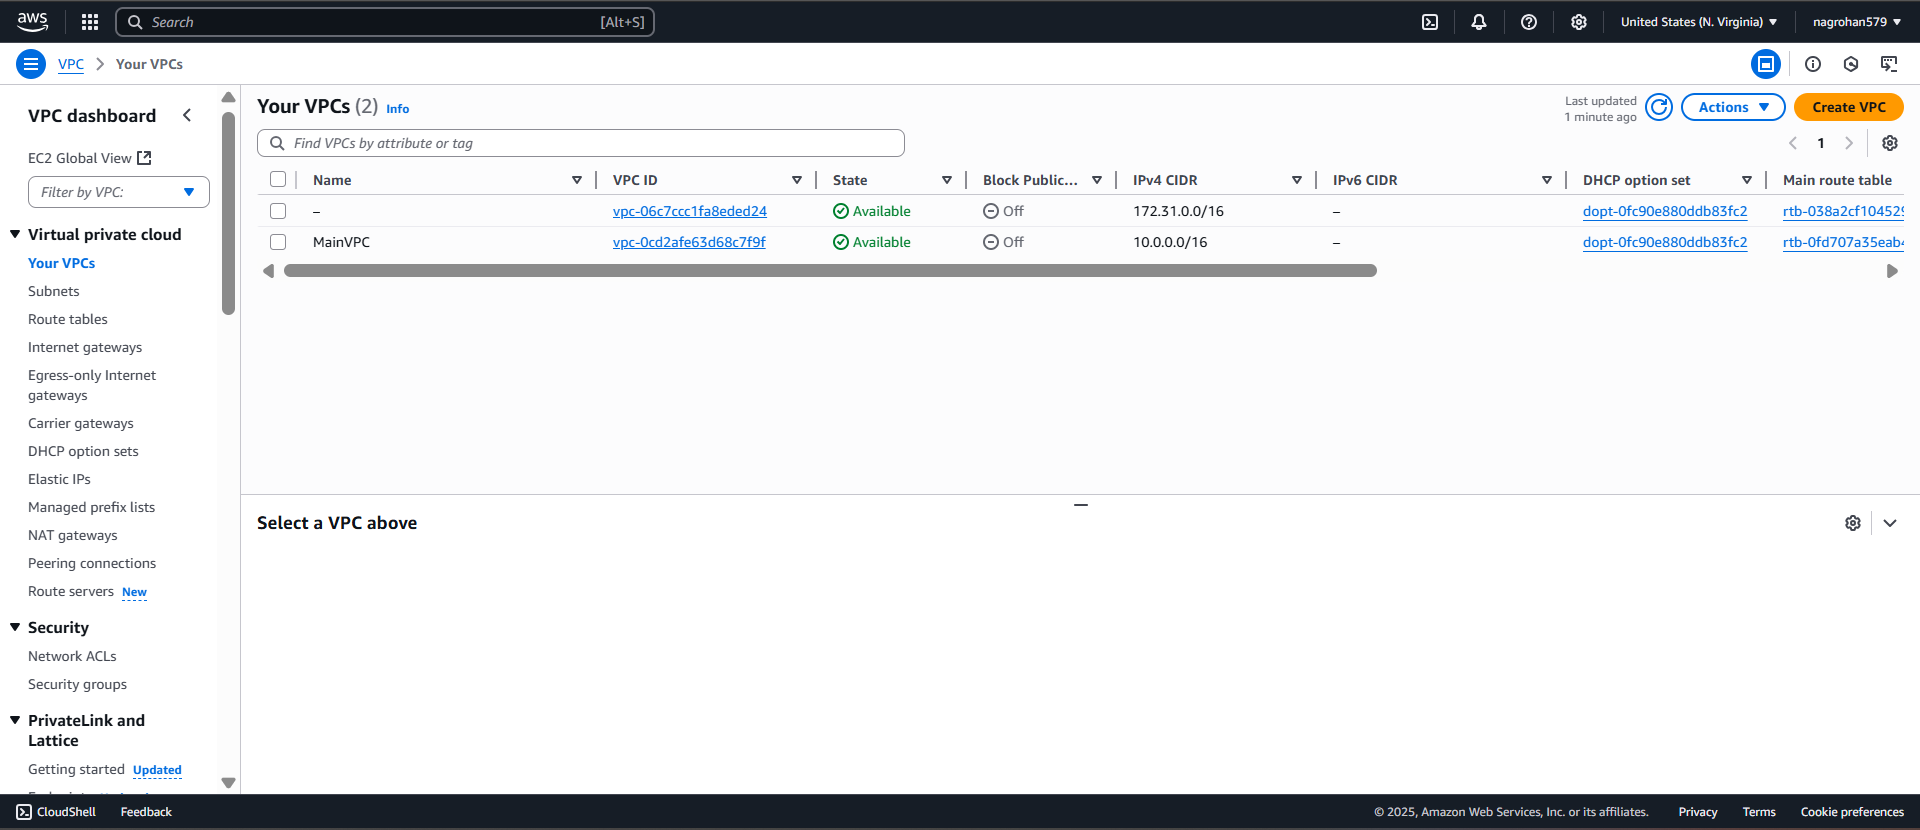 aws Search [Alt+S] United States (N. Virginia) nagrohan579
VPC Your VPCs
VPC dashboard
EC2 Global View
Filter by VPC:
Virtual private cloud
Your VPCs
Subnets
Route tables
Internet gateways
Egress-only Internet
gateways
Carrier gateways
DHCP option sets
Elastic IPs
Managed prefix lists
NAT gateways
Peering connections
Route servers New
Security
Network ACLs
Security groups
PrivateLink and
Lattice
Getting started Updated
Your VPCs (2) Info
Last updated
1 minute ago
Actions
Create VPC
Find VPCs by attribute or tag
1
Name VPC ID State Block Public... IPv4 CIDR IPv6 CIDR DHCP option set Main route table
– vpc-06c7ccc1fa8eded24 Available Off 172.31.0.0/16 – dopt-0fc90e880ddb83fc2 rtb-038a2cf104529
MainVPC vpc-0cd2afe63d68c7f9f Available Off 10.0.0.0/16 – dopt-0fc90e880ddb83fc2 rtb-0fd707a35eab4
Select a VPC above
CloudShell Feedback © 2025, Amazon Web Services, Inc. or its affiliates. Privacy Terms Cookie preferences